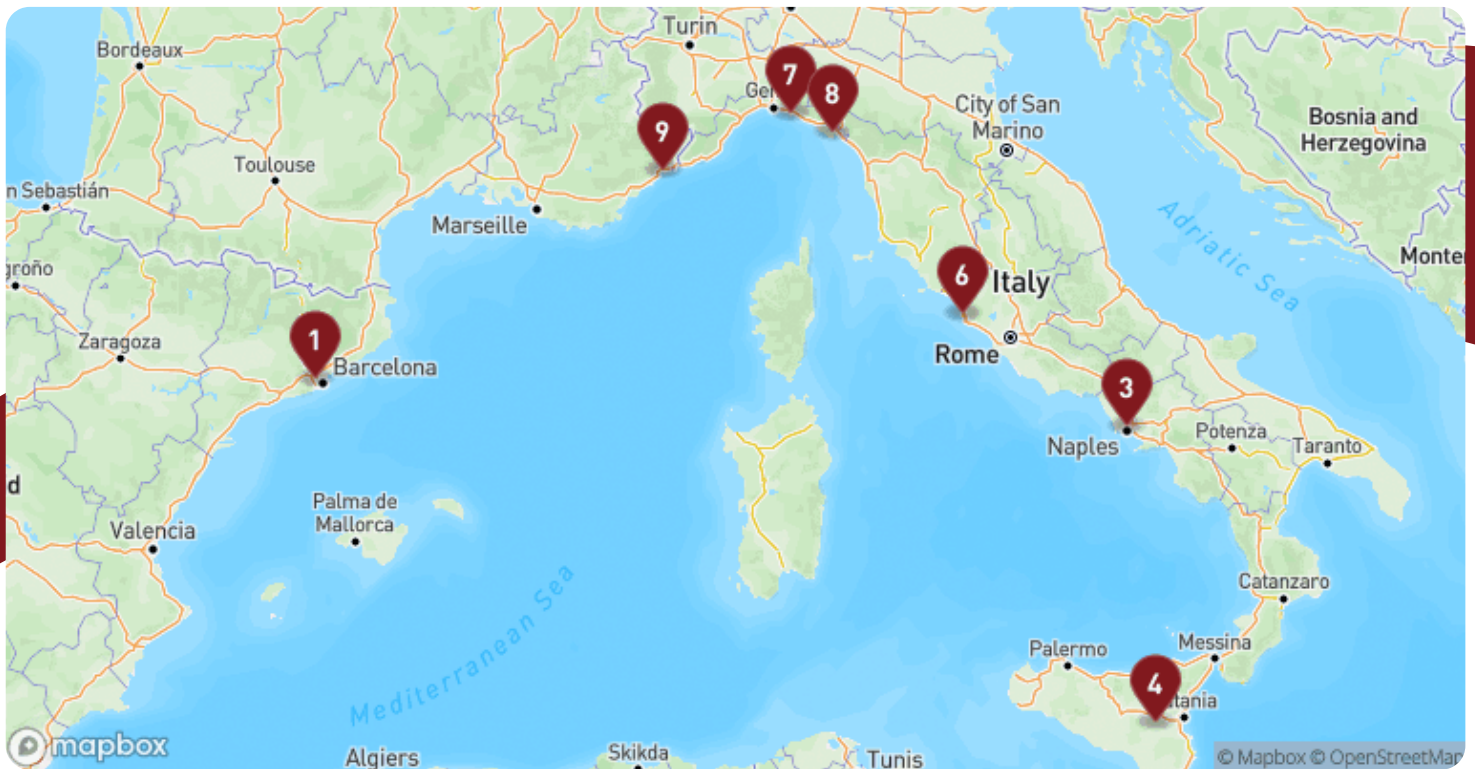 Turin
Bordeaux
7
Gen
8
City of San
Marino
9
Bosnia and
Herzegovina
Toulouse
n Sebastián
Marseille
Adriatic Sea
Monte
groño
6
Italy
1
Zaragoza
Barcelona
Rome
3
Naples
Potenza
Taranto
d
Palma de
Mallorca
Valencia
Mediterranean Sea
Catanzaro
Palermo
Messina
4
tania
mapbox
Algiers
Skikda
Tunis
© Mapbox © OpenStreetMap